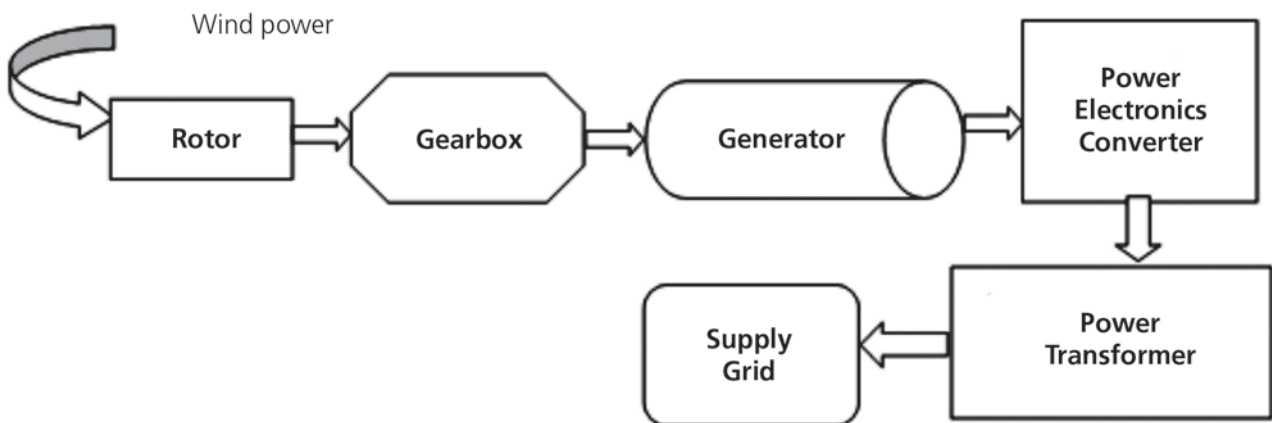 Wind power
Rotor
Gearbox
Generator
Power
Electronics
Converter
Power
Transformer
Supply
Grid